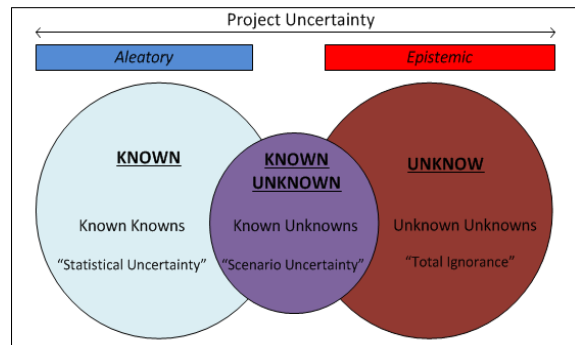 Project Uncertainty
Aleatory
Epistemic
KNOWN
KNOWN
UNKNOWN
UNKNOW
Known Knowns
Known Unknowns
Unknown Unknowns
"Statistical Uncertainty"
"Scenario Uncertainty"
"Total Ignorance"